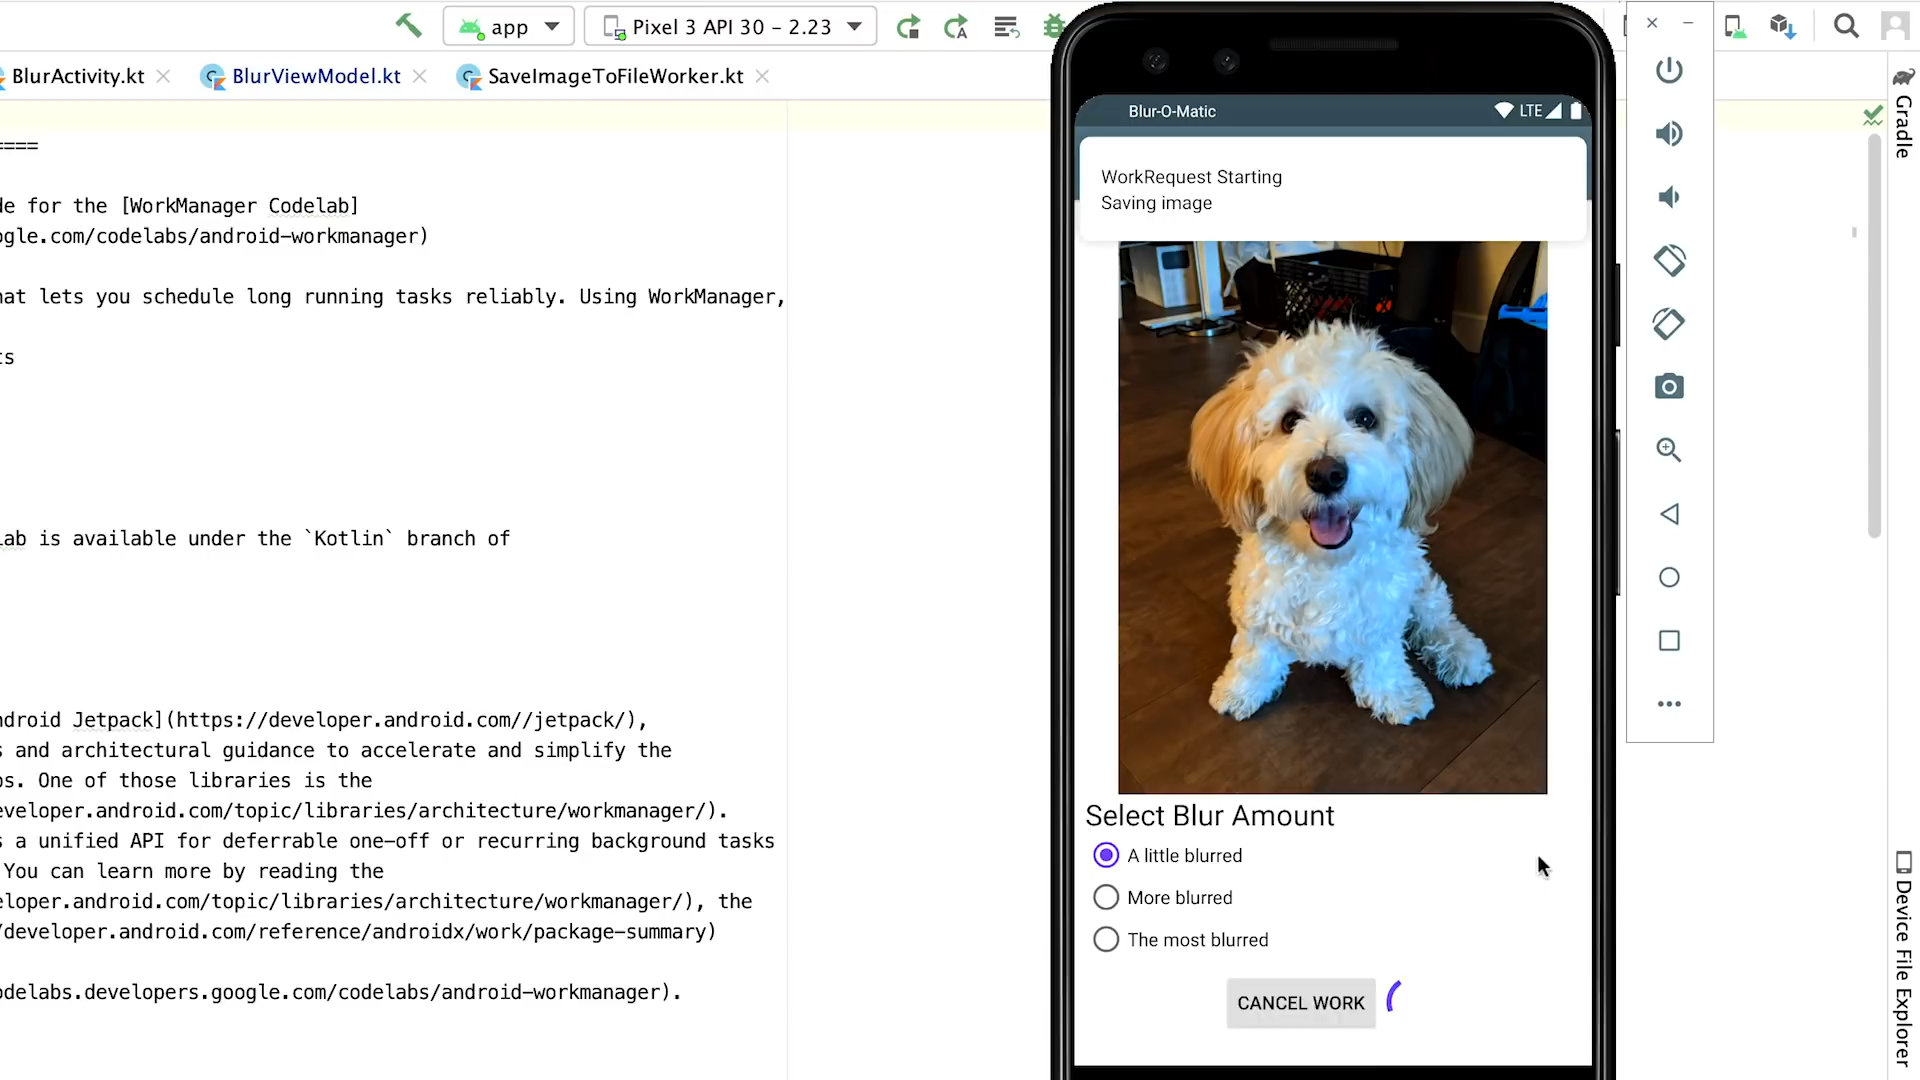 app
Pixel 3 API 30 – 2.23
BlurActivity.kt
BlurViewModel.kt
SaveImageToFileWorker.kt
====
de for the [WorkManager Codelab]
ogle.com/codelabs/android-workmanager)
hat lets you schedule long running tasks reliably. Using WorkManager,
ts
lab is available under the `Kotlin` branch of
ndroid Jetpack](https://developer.android.com//jetpack/),
s and architectural guidance to accelerate and simplify the
ps. One of those libraries is the
eveloper.android.com/topic/libraries/architecture/workmanager/).
s a unified API for deferrable one-off or recurring background tasks
You can learn more by reading the
eloper.android.com/topic/libraries/architecture/workmanager/), the
/developer.android.com/reference/androidx/work/package-summary)
odelabs.developers.google.com/codelabs/android-workmanager).
Blur-O-Matic
LTE
WorkRequest Starting
Saving image
Select Blur Amount
A little blurred
More blurred
The most blurred
CANCEL WORK
Gradle
Device File Explorer